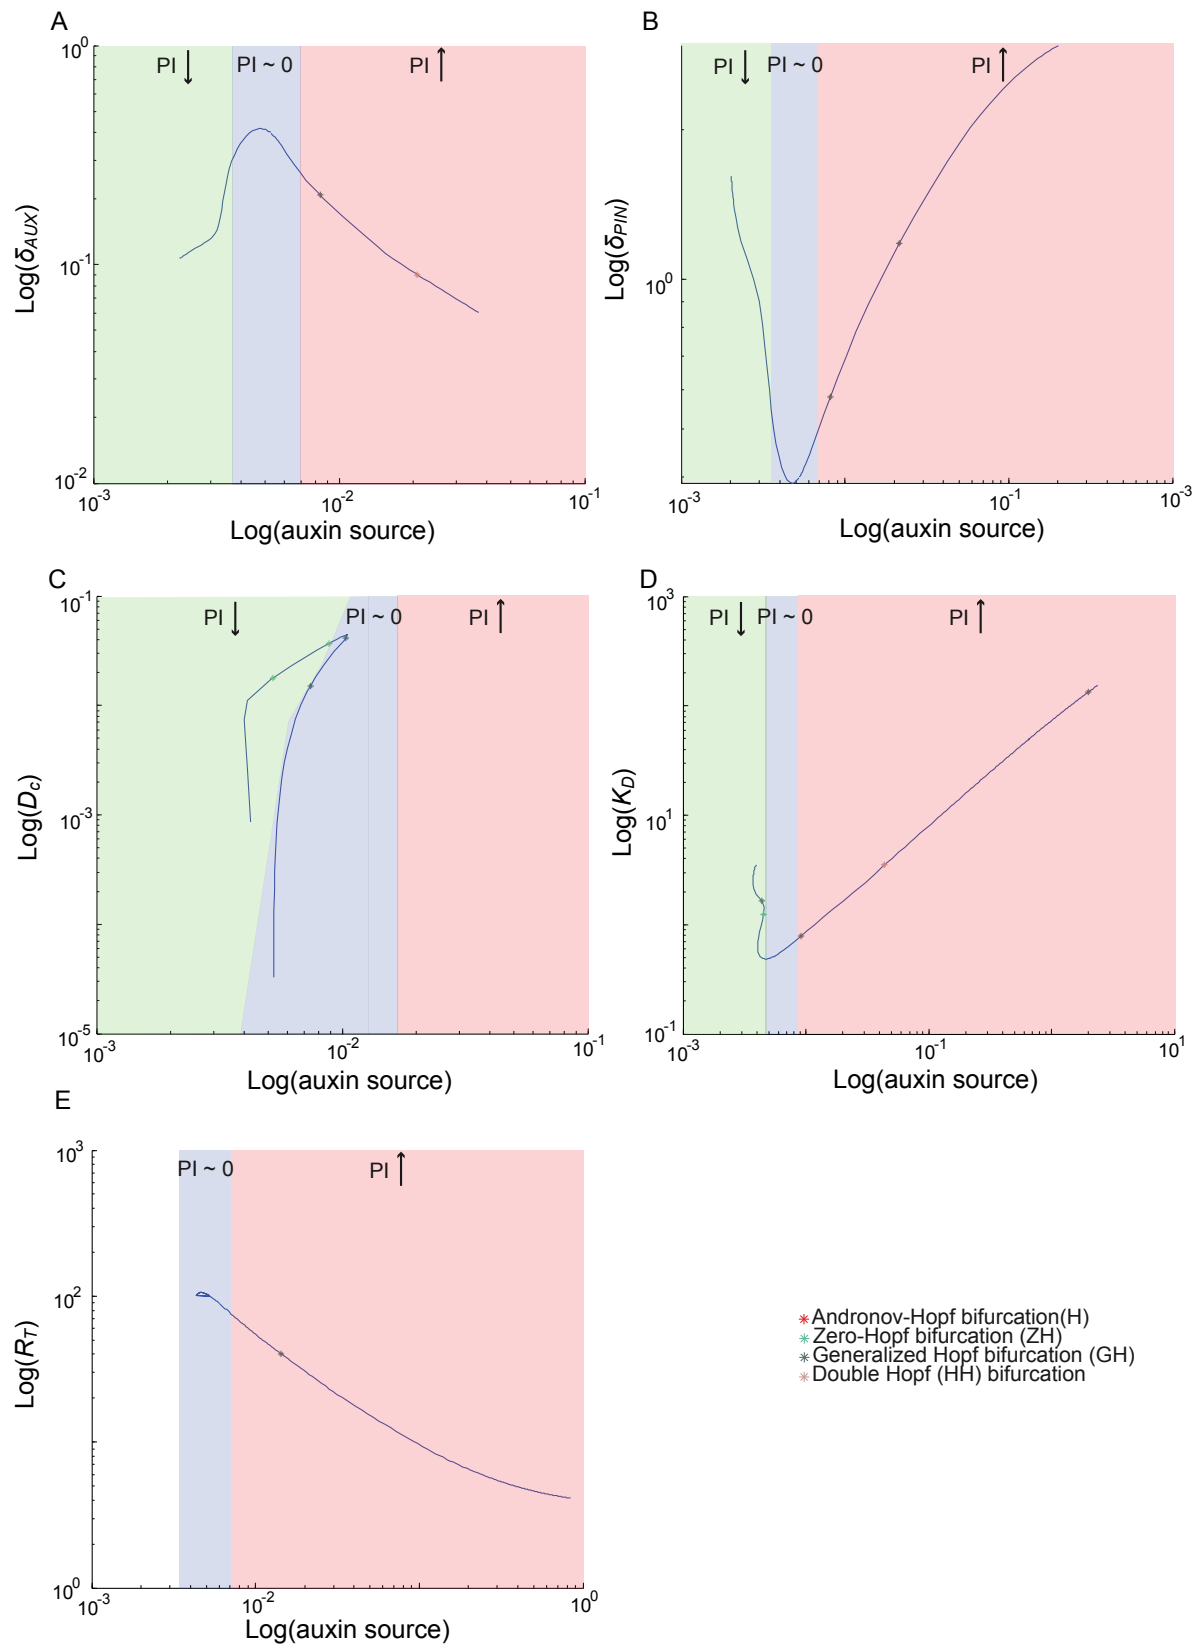 A
PI ↓ PI ~ 0 PI ↑
10^0
10^-1
10^-2
Log(δ_AUX)
10^-3 10^-2 10^-1
Log(auxin source)
B
PI ↓ PI ~ 0 PI ↑
10^0
Log(δ_PIN)
10^-3 10^-1 10^-3
Log(auxin source)
C
PI ↓ PI ~ 0 PI ↑
10^-1
10^-3
10^-5
Log(D_c)
10^-3 10^-2 10^-1
Log(auxin source)
D
PI ↓ PI ~ 0 PI ↑
10^3
10^1
10^-1
Log(K_D)
10^-3 10^-1 10^1
Log(auxin source)
E
PI ~ 0 PI ↑
10^3
10^2
10^0
Log(R_T)
10^-3 10^-2 10^0
Log(auxin source)
Andronov-Hopf bifurcation(H)
Zero-Hopf bifurcation (ZH)
Generalized Hopf bifurcation (GH)
Double Hopf (HH) bifurcation